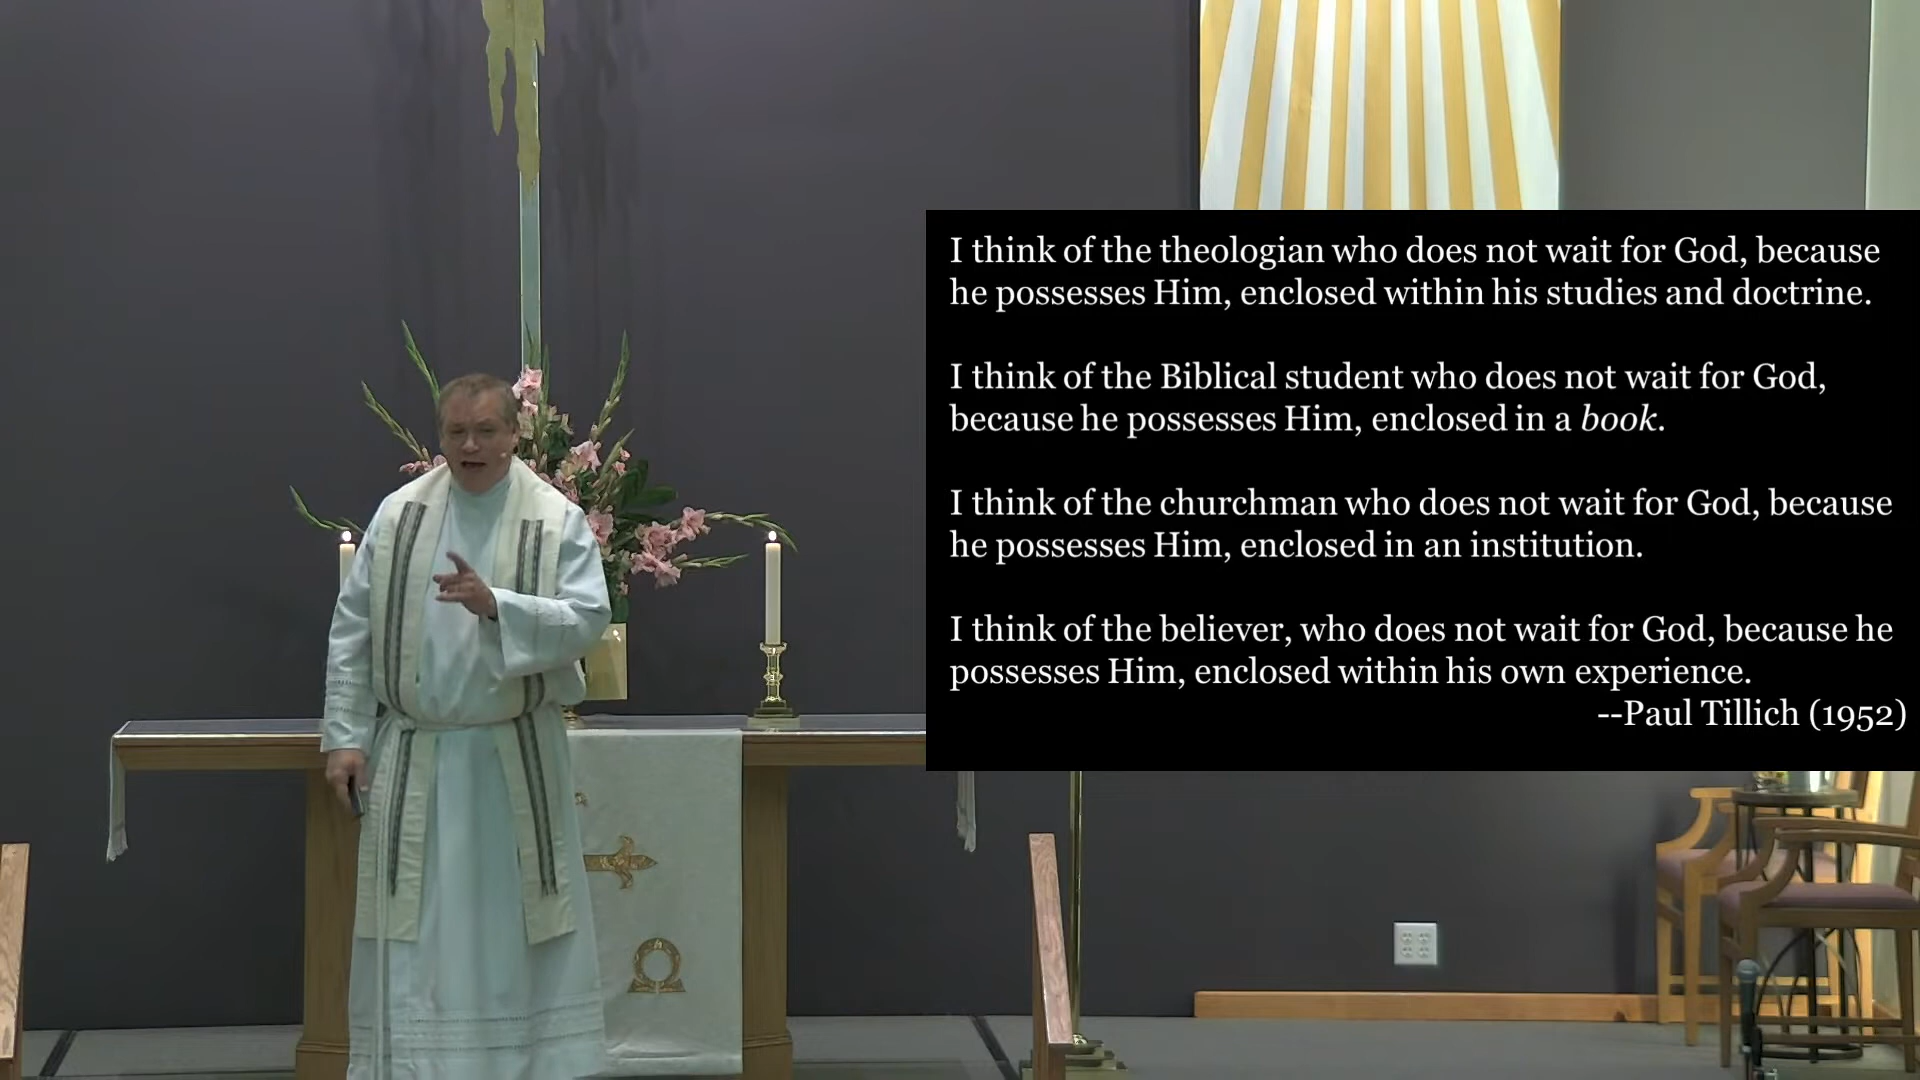 I think of the theologian who does not wait for God, because
he possesses Him, enclosed within his studies and doctrine.
I think of the Biblical student who does not wait for God,
because he possesses Him, enclosed in a book.
I think of the churchman who does not wait for God, because
he possesses Him, enclosed in an institution.
I think of the believer, who does not wait for God, because he
possesses Him, enclosed within his own experience.
--Paul Tillich (1952)